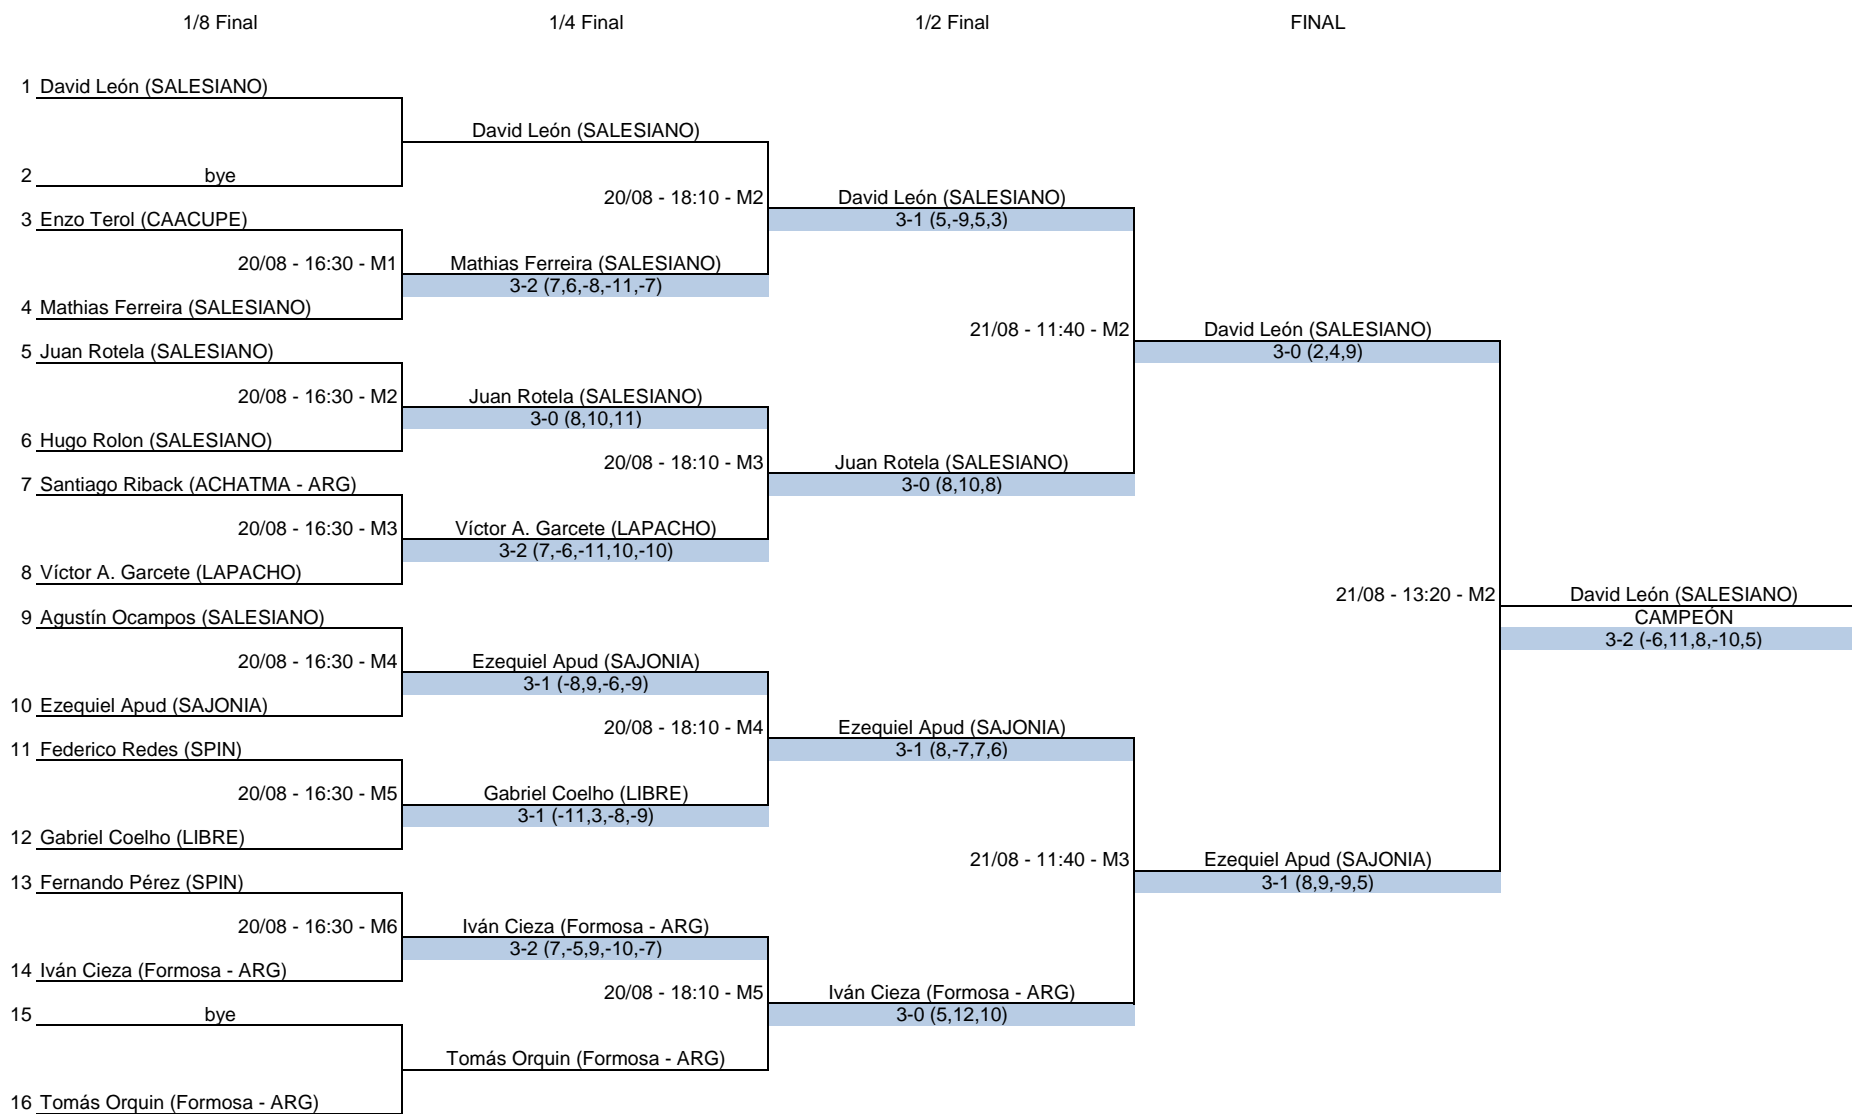 1/8 Final 1/4 Final 1/2 Final FINAL
1 David León (SALESIANO)
David León (SALESIANO)
2 bye
20/08 - 18:10 - M2 David León (SALESIANO)
3 Enzo Terol (CAACUPE) 3-1 (5,-9,5,3)
20/08 - 16:30 - M1 Mathias Ferreira (SALESIANO)
3-2 (7,6,-8,-11,-7)
4 Mathias Ferreira (SALESIANO)
21/08 - 11:40 - M2 David León (SALESIANO)
5 Juan Rotela (SALESIANO) 3-0 (2,4,9)
20/08 - 16:30 - M2 Juan Rotela (SALESIANO)
3-0 (8,10,11)
6 Hugo Rolon (SALESIANO)
20/08 - 18:10 - M3 Juan Rotela (SALESIANO)
7 Santiago Riback (ACHATMA - ARG) 3-0 (8,10,8)
20/08 - 16:30 - M3 Víctor A. Garcete (LAPACHO)
3-2 (7,-6,-11,10,-10)
8 Víctor A. Garcete (LAPACHO)
21/08 - 13:20 - M2 David León (SALESIANO)
9 Agustín Ocampos (SALESIANO) CAMPEÓN
3-2 (-6,11,8,-10,5)
20/08 - 16:30 - M4 Ezequiel Apud (SAJONIA)
3-1 (-8,9,-6,-9)
10 Ezequiel Apud (SAJONIA)
20/08 - 18:10 - M4 Ezequiel Apud (SAJONIA)
11 Federico Redes (SPIN) 3-1 (8,-7,7,6)
20/08 - 16:30 - M5 Gabriel Coelho (LIBRE)
3-1 (-11,3,-8,-9)
12 Gabriel Coelho (LIBRE)
21/08 - 11:40 - M3 Ezequiel Apud (SAJONIA)
13 Fernando Pérez (SPIN) 3-1 (8,9,-9,5)
20/08 - 16:30 - M6 Iván Cieza (Formosa - ARG)
3-2 (7,-5,9,-10,-7)
14 Iván Cieza (Formosa - ARG)
20/08 - 18:10 - M5 Iván Cieza (Formosa - ARG)
15 bye 3-0 (5,12,10)
Tomás Orquin (Formosa - ARG)
16 Tomás Orquin (Formosa - ARG)